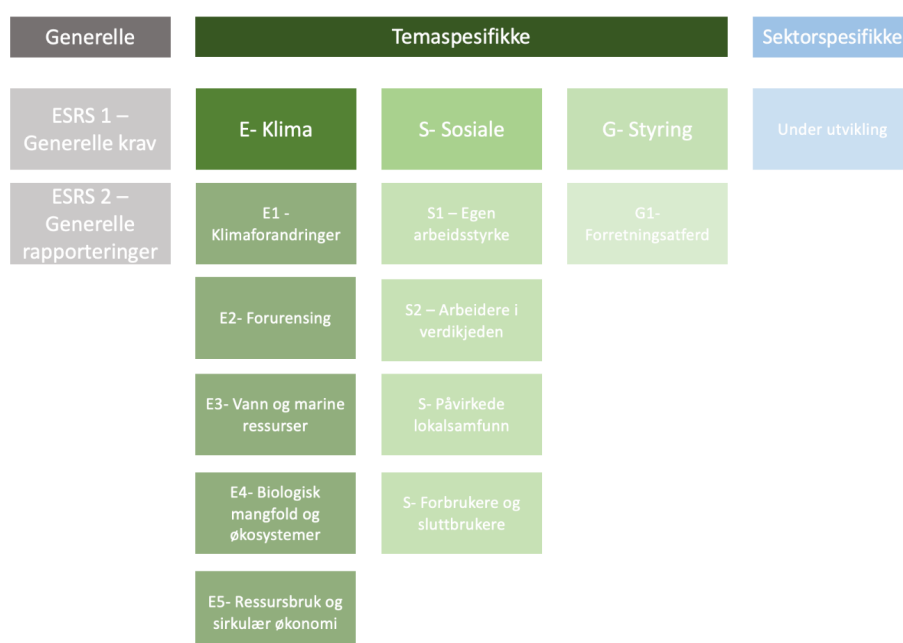 Generelle
Temaspesifikke
Sektorspesifikke
ESRS 1 –
Generelle krav
E- Klima
S- Sosiale
G- Styring
Under utvikling
ESRS 2 –
Generelle
rapporteringer
E1 -
Klimaforandringer
S1 – Egen
arbeidsstyrke
G1-
Forretningsatferd
E2- Forurensing
S2 – Arbeidere i
verdikjeden
E3- Vann og marine
ressurser
S- Påvirkede
lokalsamfunn
E4- Biologisk
mangfold og
økosystemer
S- Forbrukere og
sluttbrukere
E5- Ressursbruk og
sirkulær økonomi